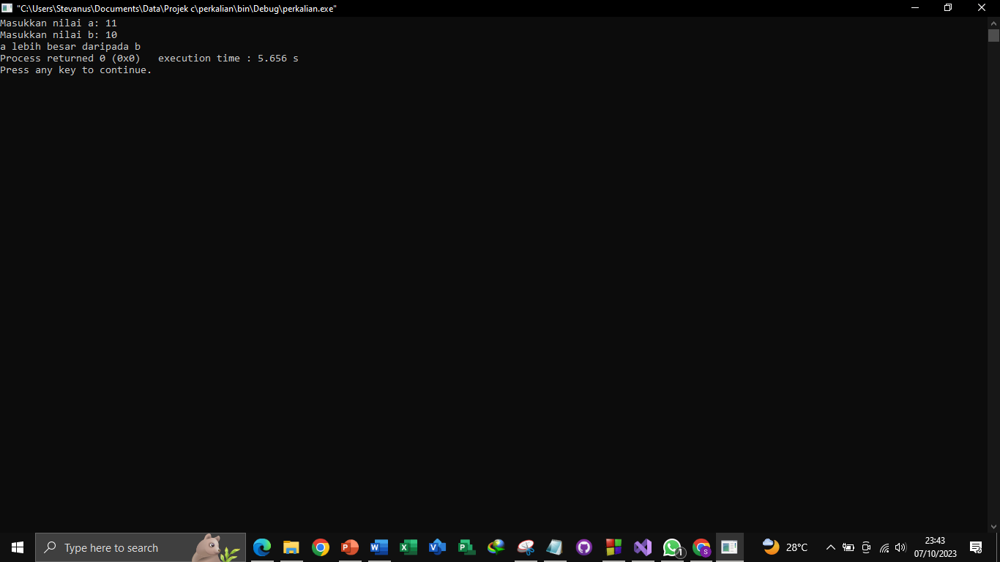 "C:\Users\Stevanus\Documents\Data\Projek c\perkalian\bin\Debug\perkalian.exe"
Masukkan nilai a: 11
Masukkan nilai b: 10
a lebih besar daripada b
Process returned 0 (0x0)   execution time : 5.656 s
Press any key to continue.
Type here to search
28°C
23:43
07/10/2023